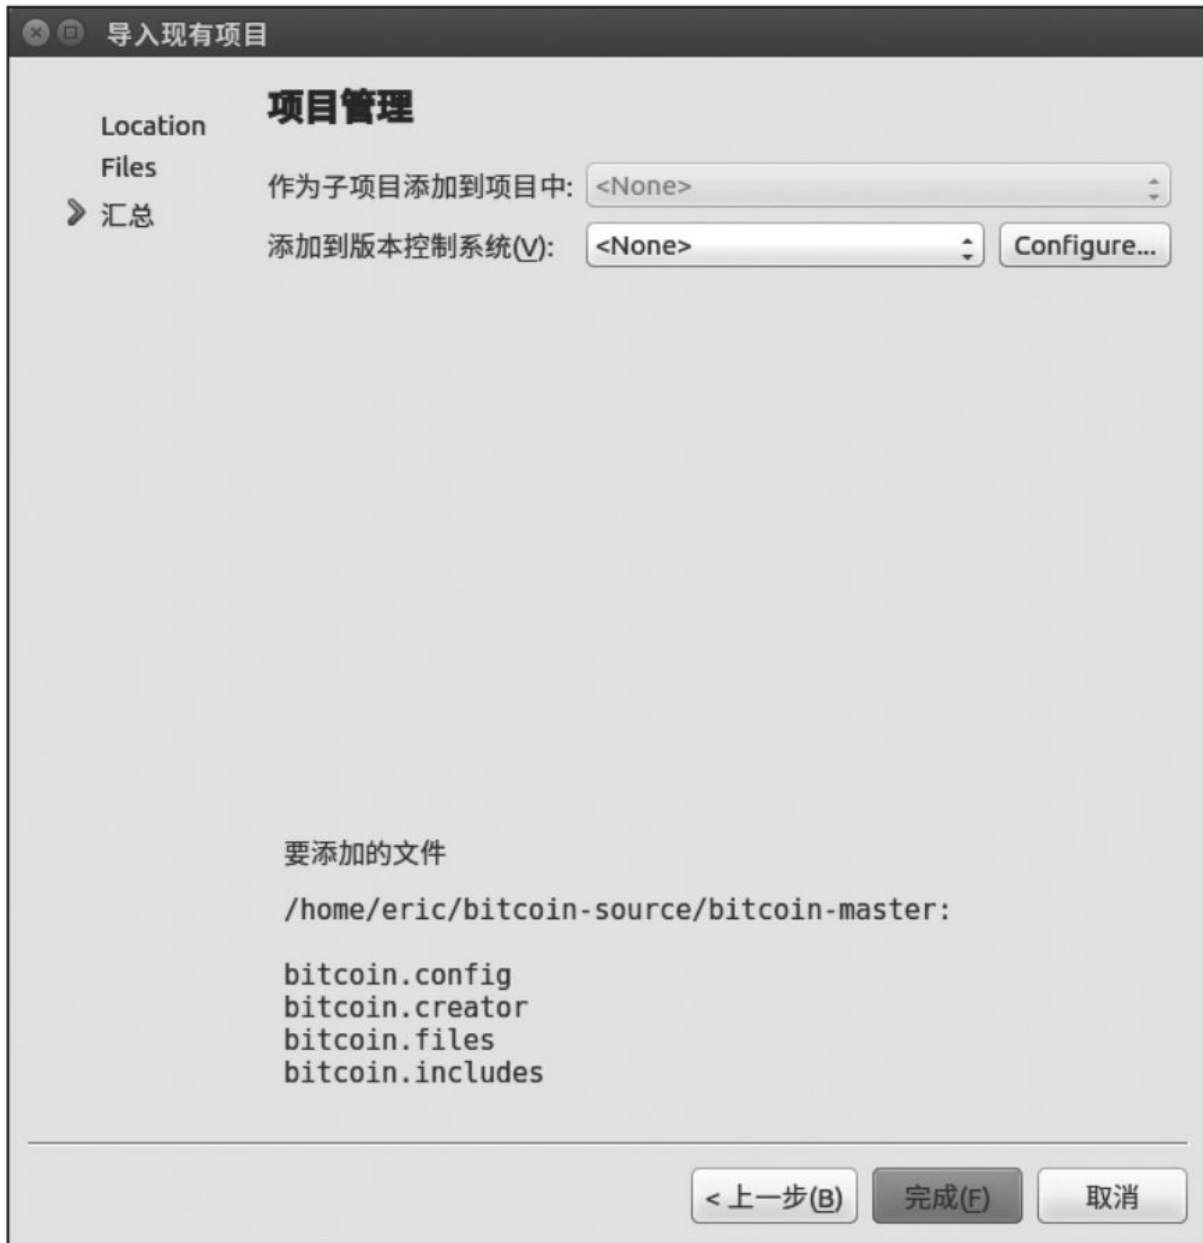 导入现有项目
Location
Files
汇总
项目管理
作为子项目添加到项目中: <None>
添加到版本控制系统(V): <None> Configure...
要添加的文件
/home/eric/bitcoin-source/bitcoin-master:
bitcoin.config
bitcoin.creator
bitcoin.files
bitcoin.includes
< 上一步(B) 完成(F) 取消